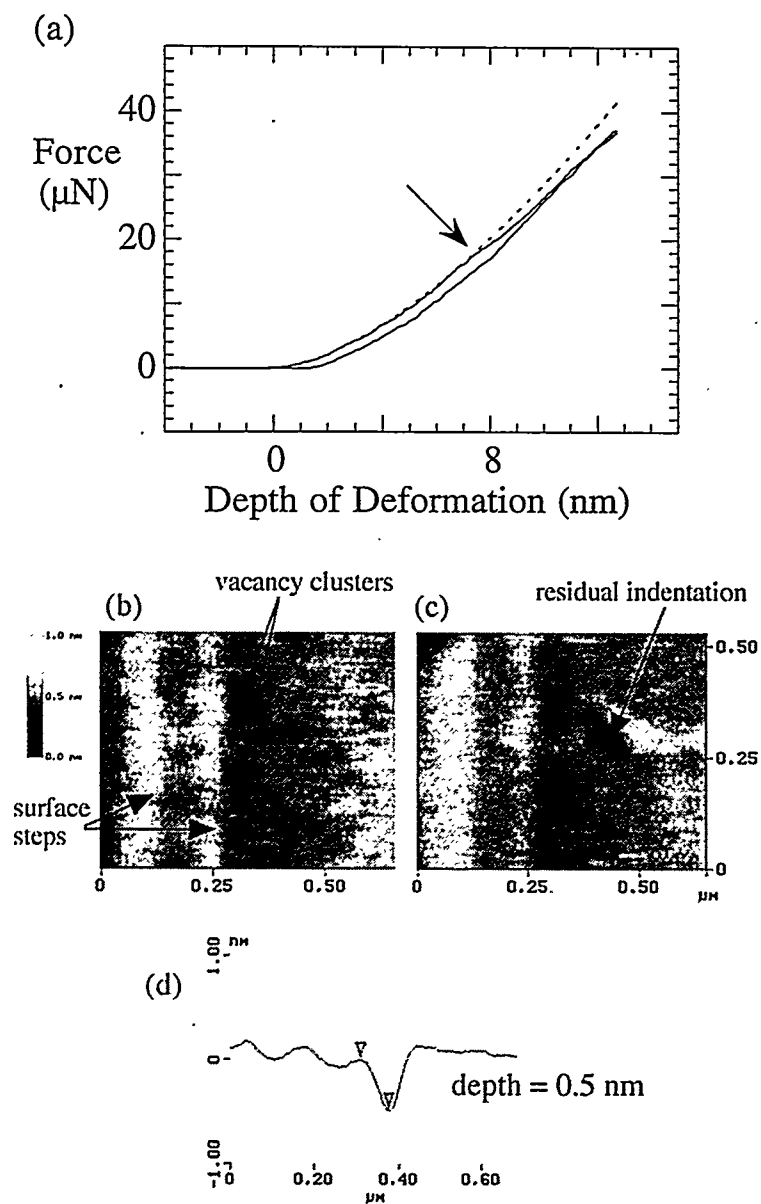 (a)
40
Force
(μN)
20
0
0
8
Depth of Deformation (nm)
vacancy clusters
(b)
(c)
residual indentation
1.0 nm
0.5 nm
0.0 nm
surface
steps
0.50
0.25
0
0
0.25
0.50
0
0.25
0.50
μm
1.00 nm
(d)
0
depth = 0.5 nm
-1.00
0
0.20
0.40
0.60
μm